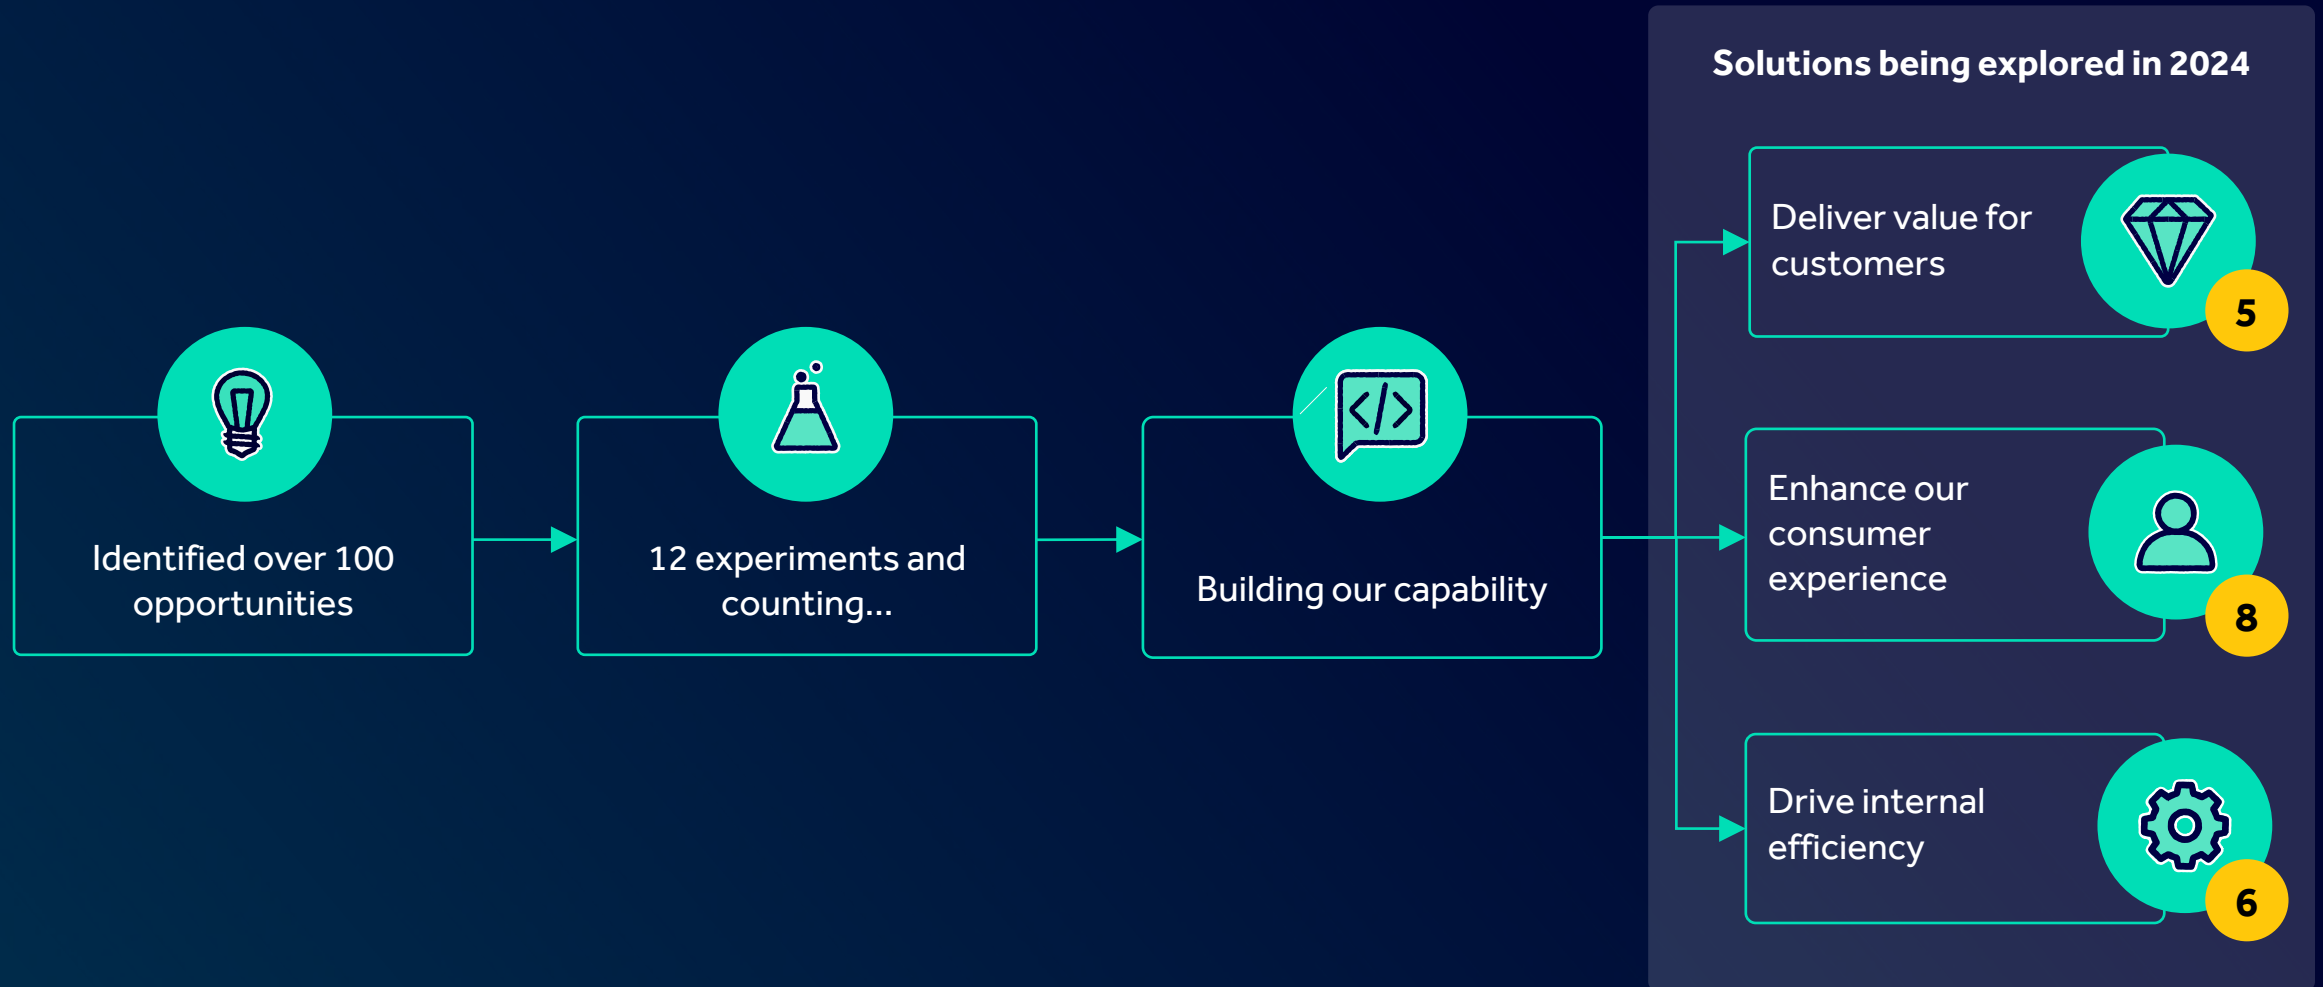 Solutions being explored in 2024
Identified over 100
opportunities
12 experiments and
counting...
Building our capability
Deliver value for
customers
5
Enhance our
consumer
experience
8
Drive internal
efficiency
6